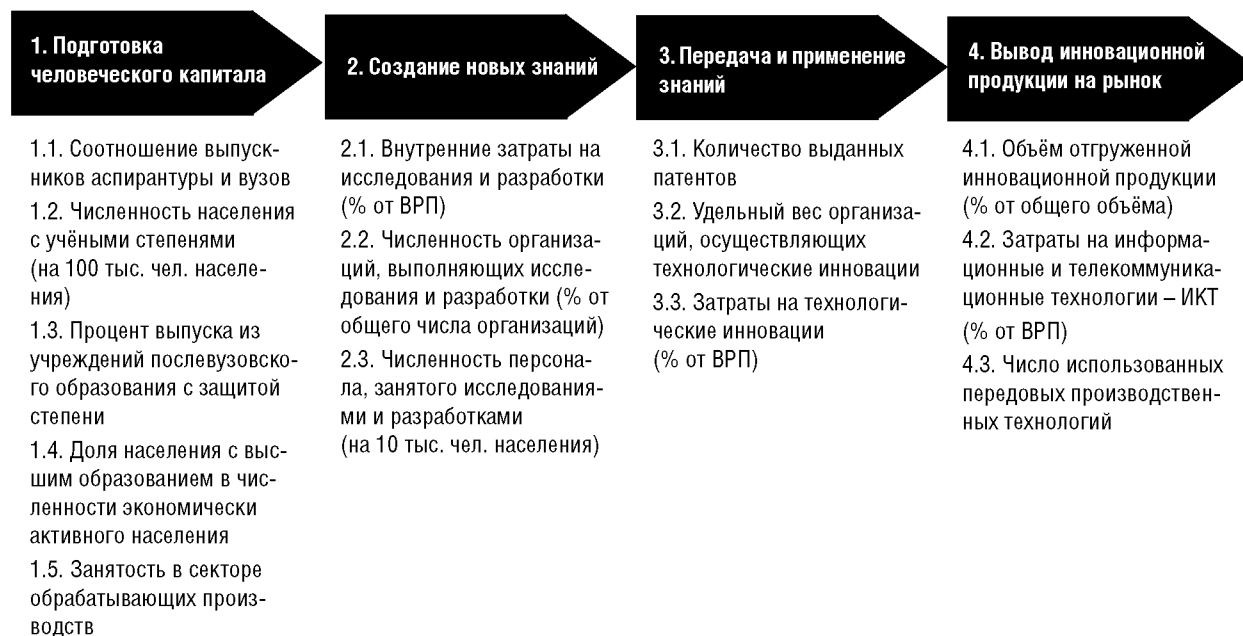 1. Подготовка
человеческого капитала
1.1. Соотношение выпуск-
ников аспирантуры и вузов
1.2. Численность населения
с учёными степенями
(на 100 тыс. чел. населе-
ния)
1.3. Процент выпуска из
учреждений послевузовско-
го образования с защитой
степени
1.4. Доля населения с выс-
шим образованием в чис-
ленности экономически
активного населения
1.5. Занятость в секторе
обрабатывающих произ-
водств
2. Создание новых знаний
2.1. Внутренние затраты на
исследования и разработки
(% от ВРП)
2.2. Численность организа-
ций, выполняющих иссле-
дования и разработки (% от
общего числа организаций)
2.3. Численность персона-
ла, занятого исследования-
ми и разработками
(на 10 тыс. чел. населения)
3. Передача и применение
знаний
3.1. Количество выданных
патентов
3.2. Удельный вес организа-
ций, осуществляющих
технологические инновации
3.3. Затраты на технологи-
ческие инновации
(% от ВРП)
4. Вывод инновационной
продукции на рынок
4.1. Объём отгруженной
инновационной продукции
(% от общего объёма)
4.2. Затраты на информа-
ционные и телекоммуника-
ционные технологии – ИКТ
(% от ВРП)
4.3. Число использованных
передовых производствен-
ных технологий